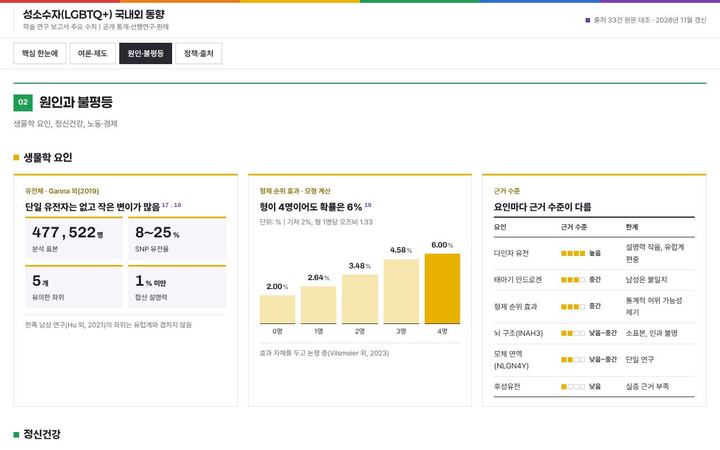 성소수자(LGBTQ+) 국내외 동향
학술 연구 보고서 주요 수치 | 공개 통계·선행연구·판례
출처 33건 원문 대조 · 2026년 11월 갱신
핵심 한눈에
여론·제도
원인·불평등
정책·출처
02 원인과 불평등
생물학 요인, 정신건강, 노동·경제
생물학 요인
유전체 · Ganna 외(2019)
단일 유전자는 없고 작은 변이가 많음 17 , 18
477,522명
분석 표본
8~25%
SNP 유전율
5개
유의한 좌위
1% 미만
합산 설명력
한족 남성 연구(Hu 외, 2021)의 좌위는 유럽계와 겹치지 않음
형제 순위 효과 · 모형 계산
형이 4명이어도 확률은 6% 19
단위: % | 기저 2%, 형 1명당 오즈비 1.33
2.00%
2.64%
3.48%
4.58%
6.00%
0명
1명
2명
3명
4명
효과 자체를 두고 논쟁 중(Vilsmeier 외, 2023)
근거 수준
요인마다 근거 수준이 다름
요인 근거 수준 한계
다인자 유전 높음 설명력 작음, 유럽계
편중
태아기 안드로겐 중간 남성은 불일치
형제 순위 효과 중간 통계적 허위 가능성
제기
뇌 구조(INAH3) 낮음~중간 소표본, 인과 불명
모체 면역
(NLGN4Y) 낮음~중간 단일 연구
후성유전 낮음 실증 근거 부족
정신건강